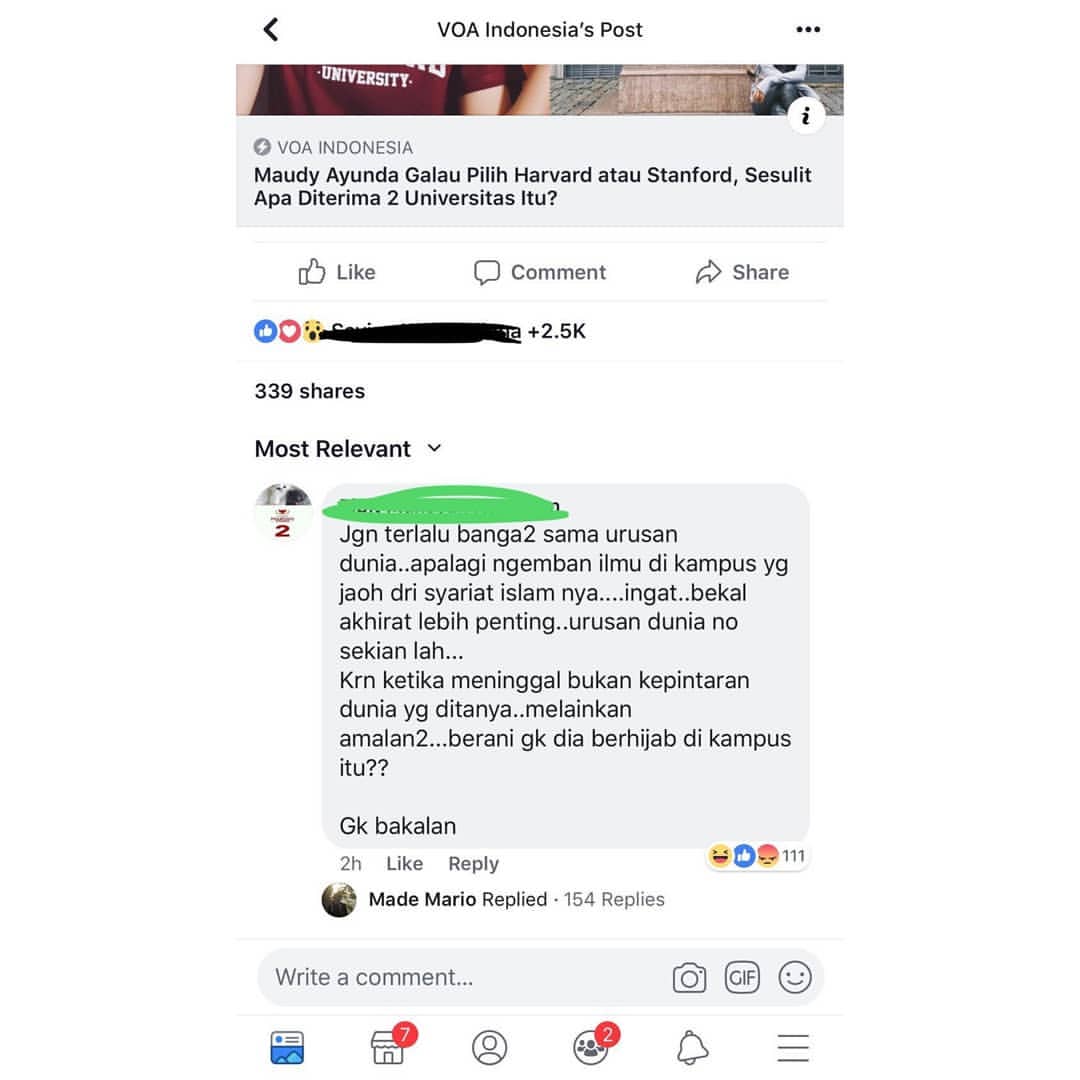 VOA Indonesia's Post
·UNIVERSITY·
VOA INDONESIA
Maudy Ayunda Galau Pilih Harvard atau Stanford, Sesulit
Apa Diterima 2 Universitas Itu?
Like
Comment
Share
+2.5K
339 shares
Most Relevant
2
Jgn terlalu banga2 sama urusan
dunia..apalagi ngemban ilmu di kampus yg
jaoh dri syariat islam nya....ingat..bekal
akhirat lebih penting..urusan dunia no
sekian lah...
Krn ketika meninggal bukan kepintaran
dunia yg ditanya..melainkan
amalan2...berani gk dia berhijab di kampus
itu??
Gk bakalan
2h Like Reply
111
Made Mario Replied · 154 Replies
Write a comment...
GIF
7
2